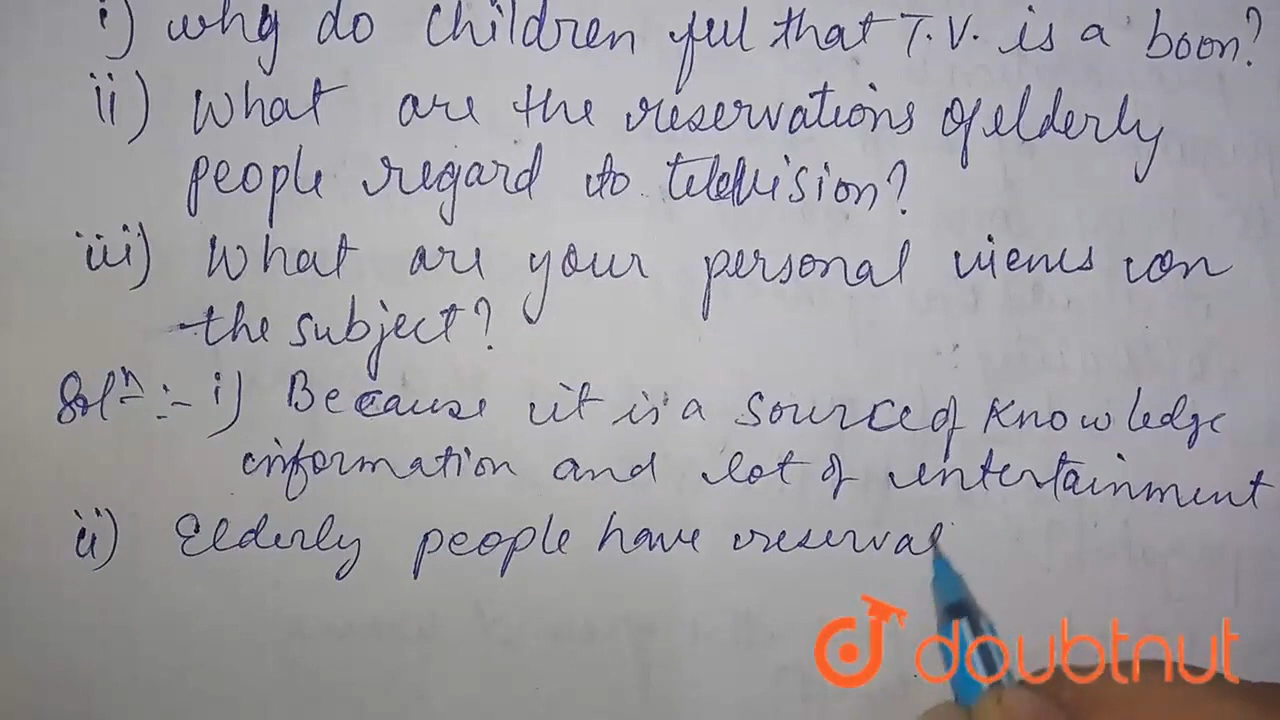 i) why do children feel that T.V. is a boon?
ii) What are the reservations of elderly
people regard to television?
iii) What are your personal views on
the subject?
Solⁿ :- i) Because it is a source of knowledge
information and lot of entertainment
ii) Elderly people have reserva
doubtnut